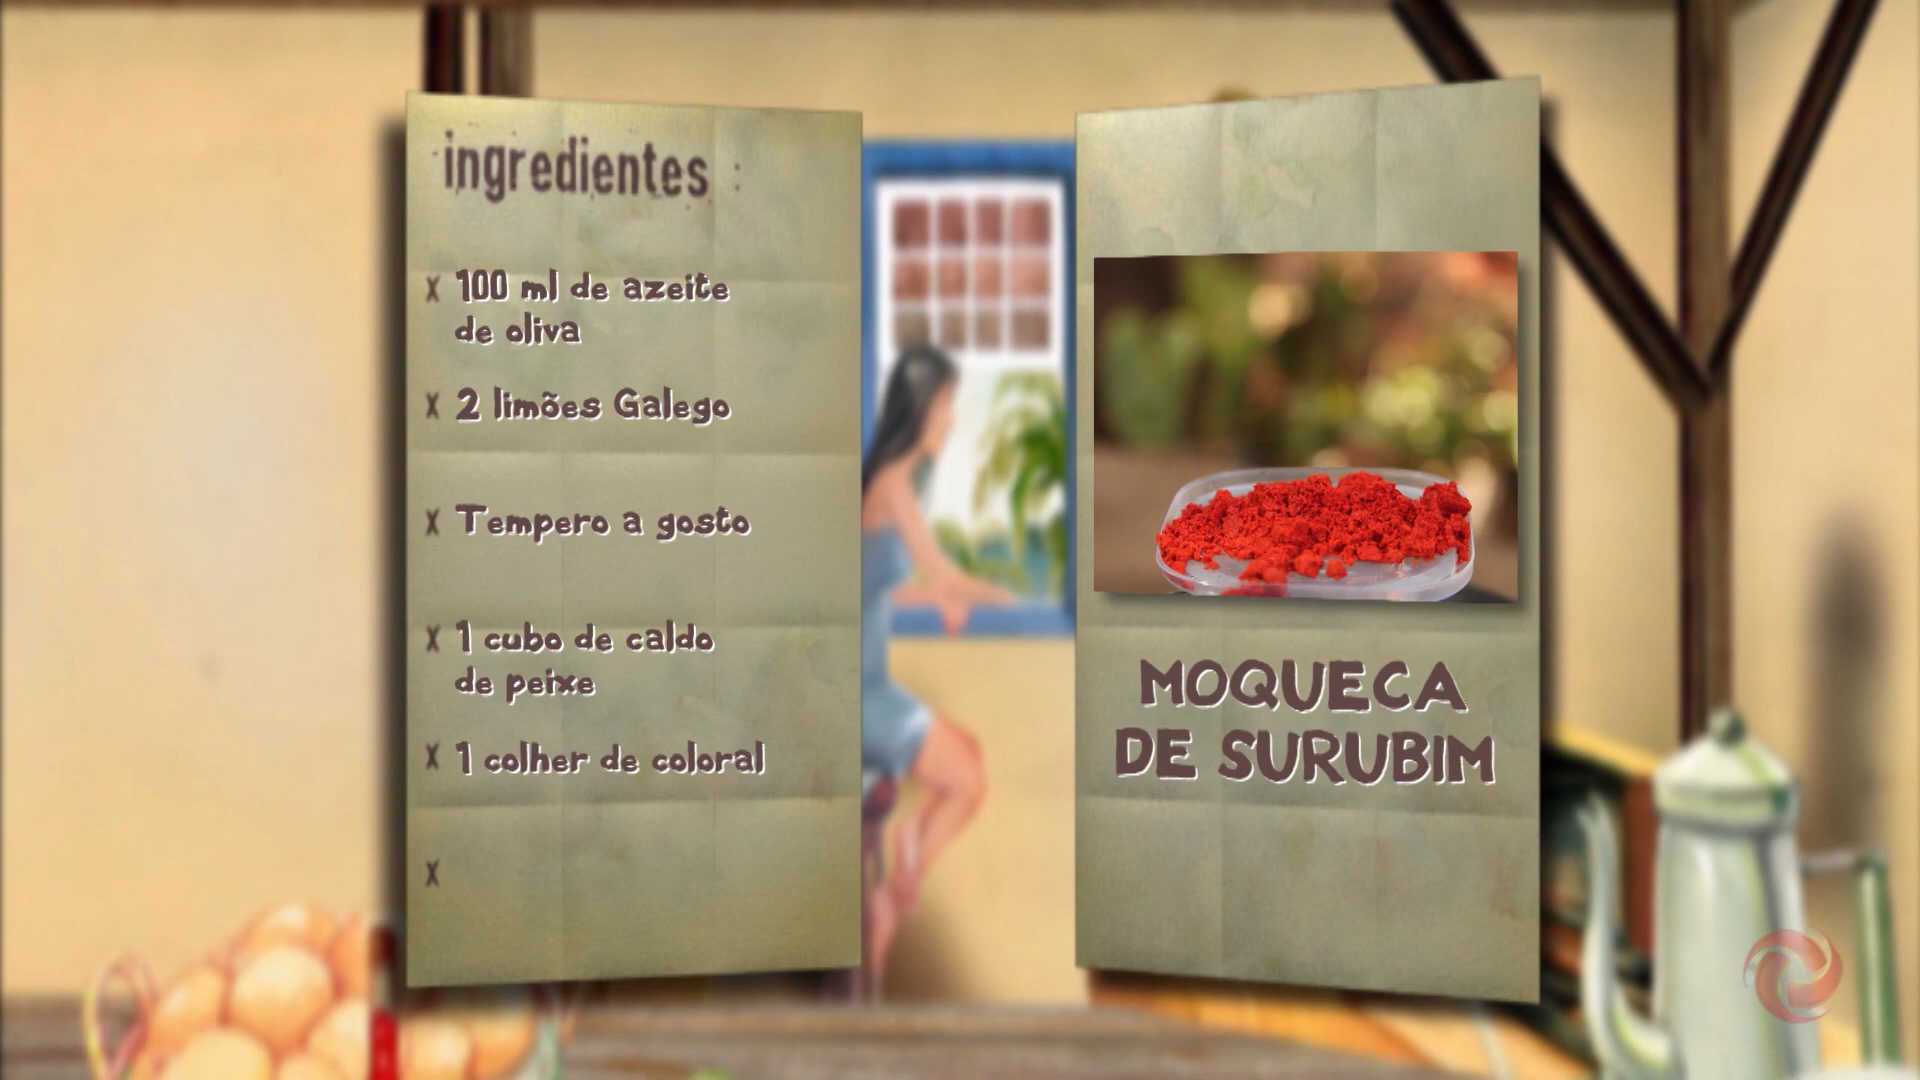 ingredientes :
x 100 ml de azeite
de oliva
x 2 limões Galego
x Tempero a gosto
x 1 cubo de caldo
de peixe
x 1 colher de coloral
x
MOQUECA
DE SURUBIM